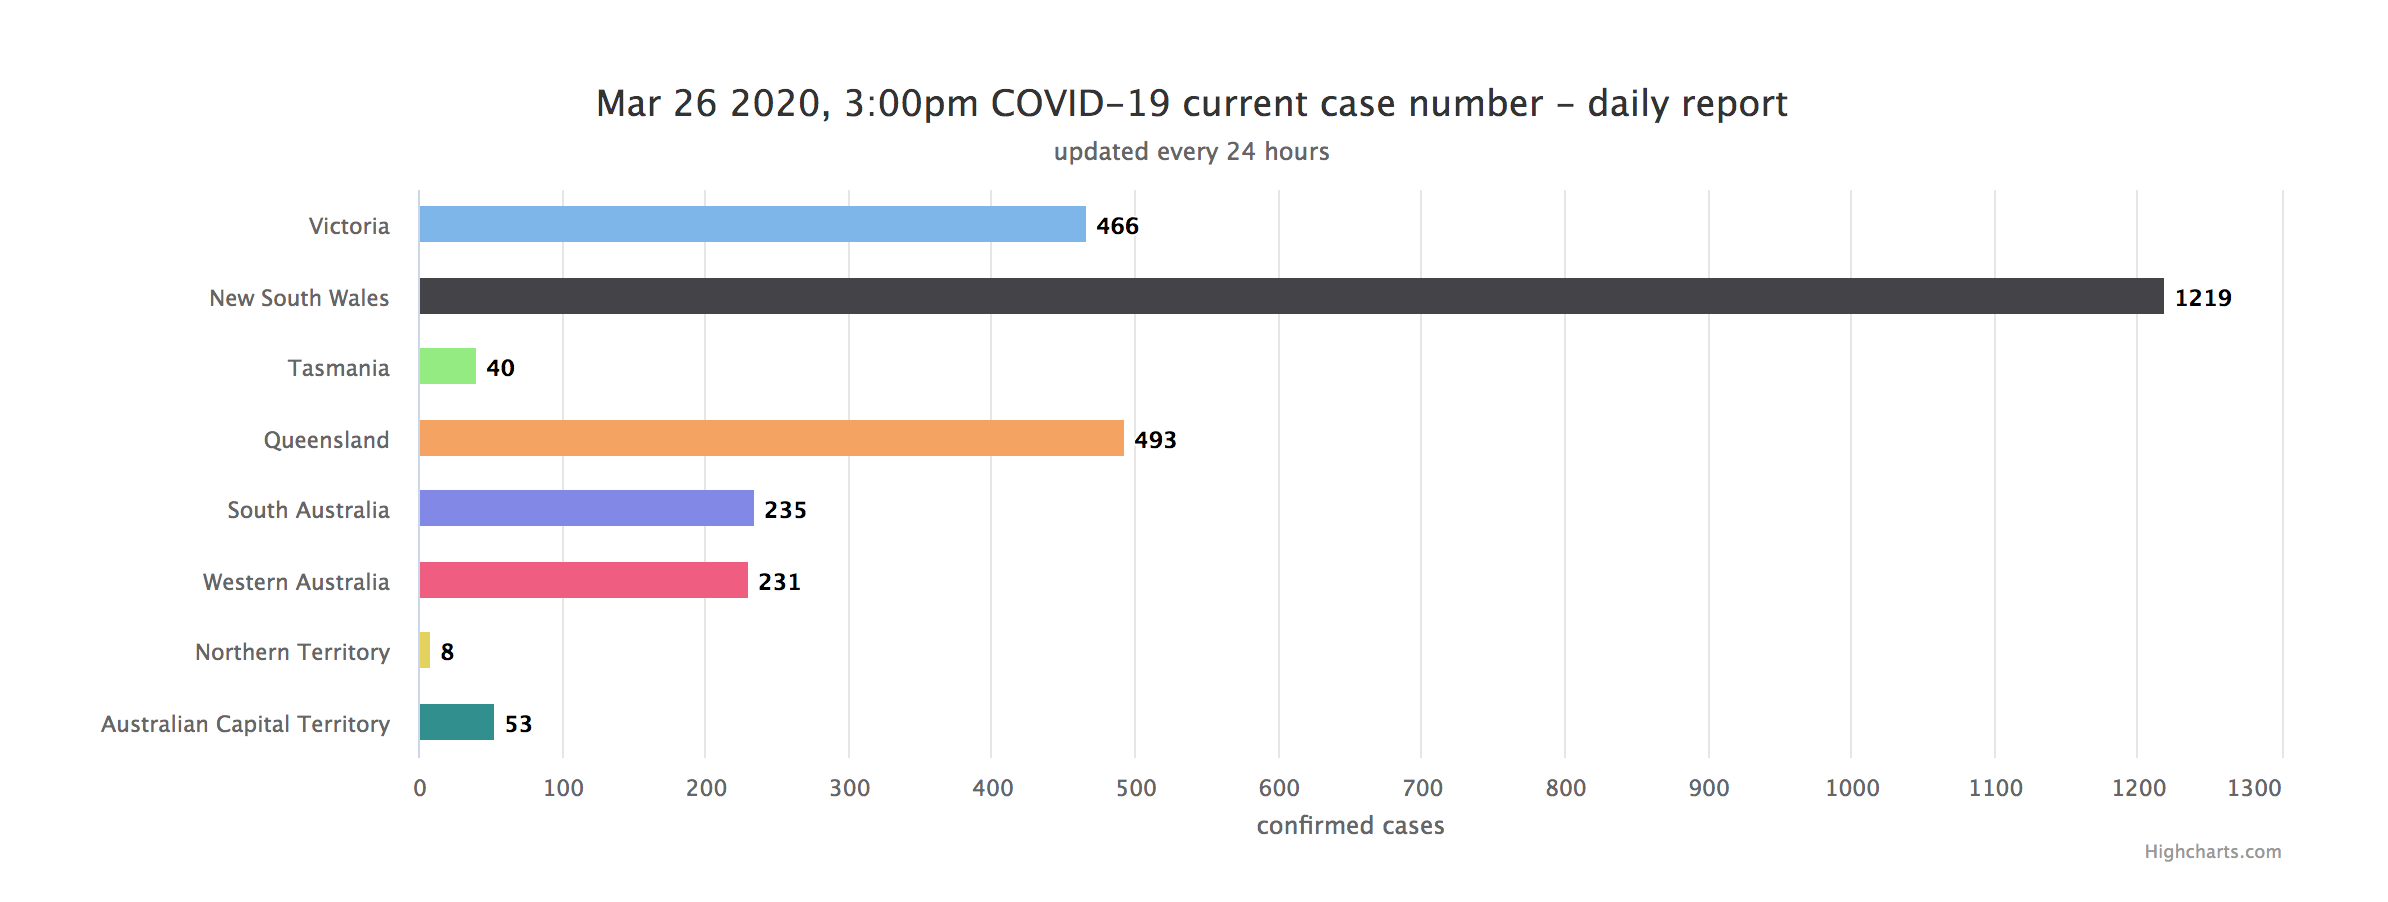 Mar 26 2020, 3:00pm COVID-19 current case number - daily report
updated every 24 hours
Victoria 466
New South Wales 1219
Tasmania 40
Queensland 493
South Australia 235
Western Australia 231
Northern Territory 8
Australian Capital Territory 53
0 100 200 300 400 500 600 700 800 900 1000 1100 1200 1300
confirmed cases
Highcharts.com